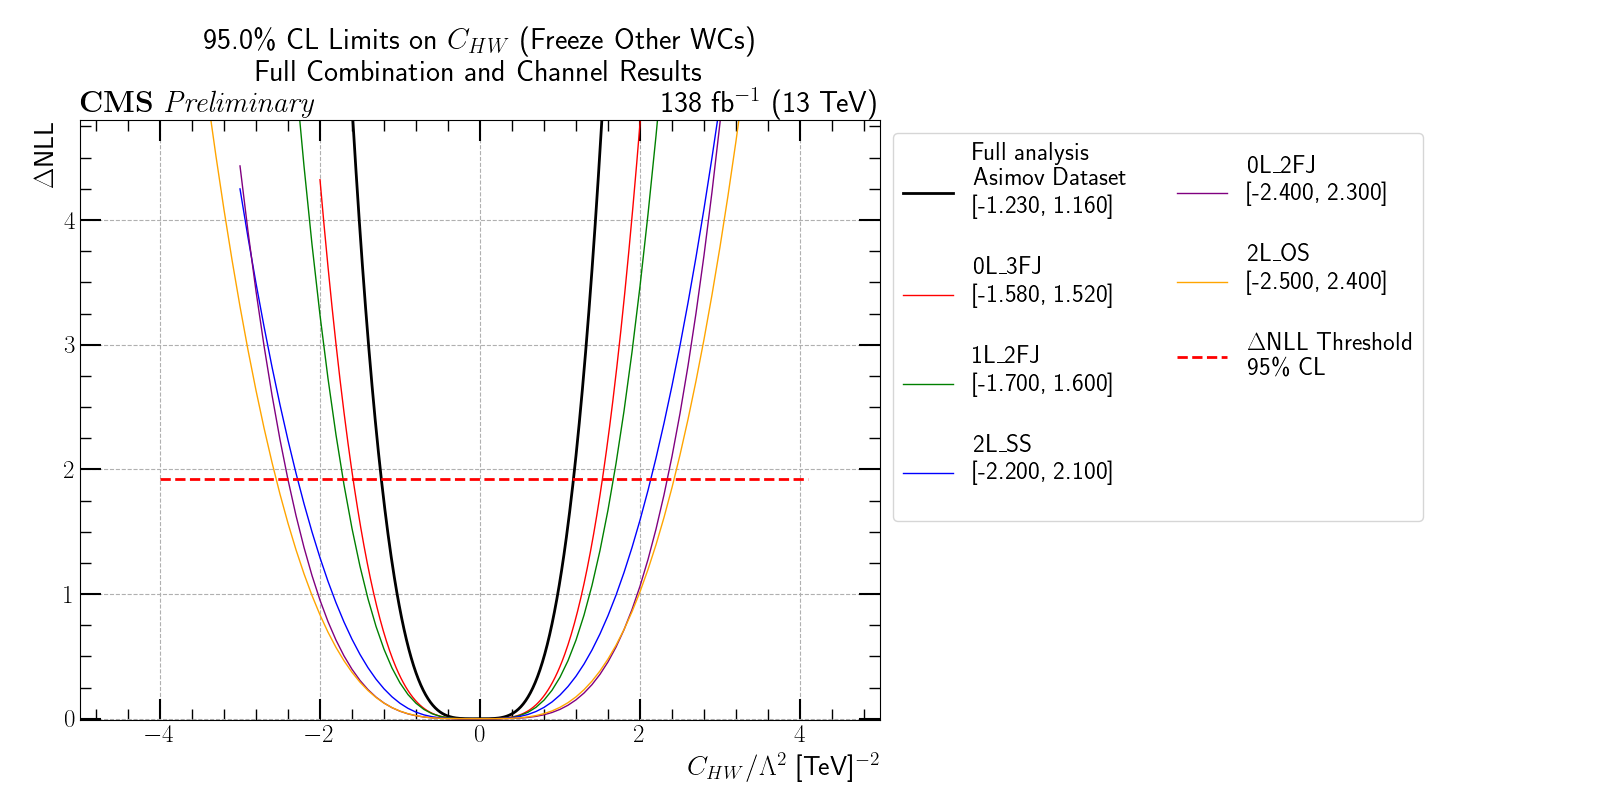 95.0% CL Limits on C_{HW} (Freeze Other WCs)
Full Combination and Channel Results
CMS Preliminary
138 fb^{-1} (13 TeV)
ΔNLL
4
3
2
1
0
−4
−2
0
2
4
C_{HW}/Λ^2 [TeV]^{-2}
Full analysis
Asimov Dataset
[-1.230, 1.160]
0L_3FJ
[-1.580, 1.520]
1L_2FJ
[-1.700, 1.600]
2L_SS
[-2.200, 2.100]
0L_2FJ
[-2.400, 2.300]
2L_OS
[-2.500, 2.400]
ΔNLL Threshold
95% CL